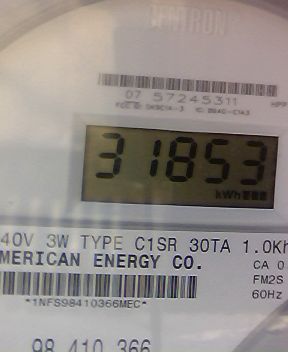 CENTRON
07 57245311
31853
kWh
40V 3W TYPE C1SR 30TA 1.0Kh
MERICAN ENERGY CO.
CA 0
FM2S
60Hz
*1NFS98410366MEC*
98 410 366